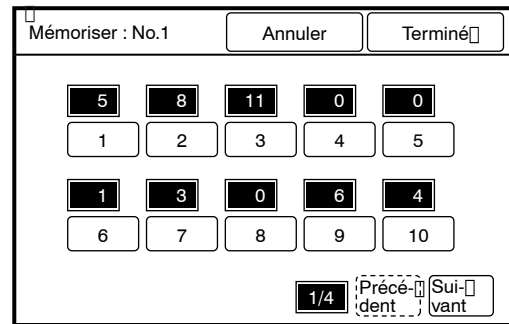 Mémoriser : No.1 Annuler Terminé
5 8 11 0 0
1 2 3 4 5
1 3 0 6 4
6 7 8 9 10
1/4 Précé- Sui-
dent vant